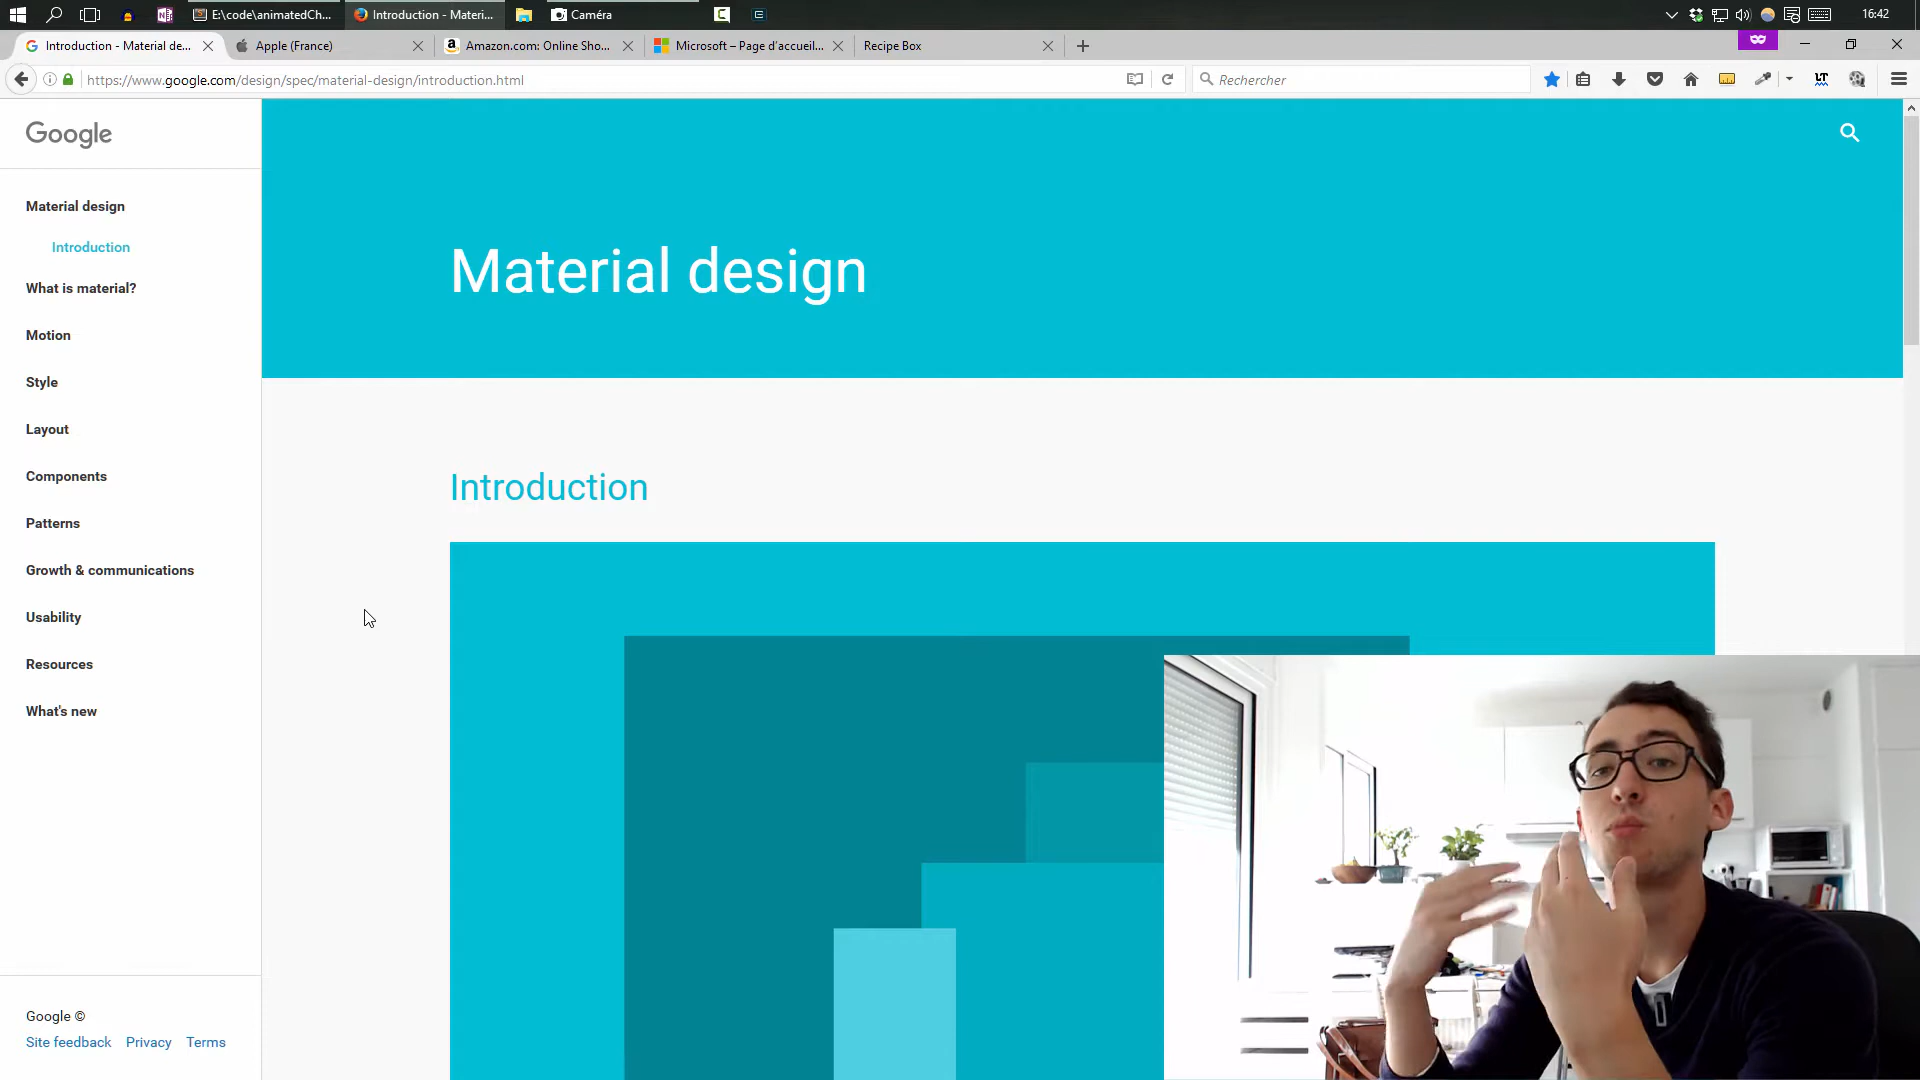 E:\code\animatedCh...
Introduction - Materi...
Caméra
16:42
Introduction - Material de...
Apple (France)
Amazon.com: Online Sho...
Microsoft – Page d'accueil...
Recipe Box
https://www.google.com/design/spec/material-design/introduction.html
Rechercher
Google
Material design
Introduction
What is material?
Motion
Style
Layout
Components
Patterns
Growth & communications
Usability
Resources
What's new
Google ©
Site feedback Privacy Terms
Material design
Introduction